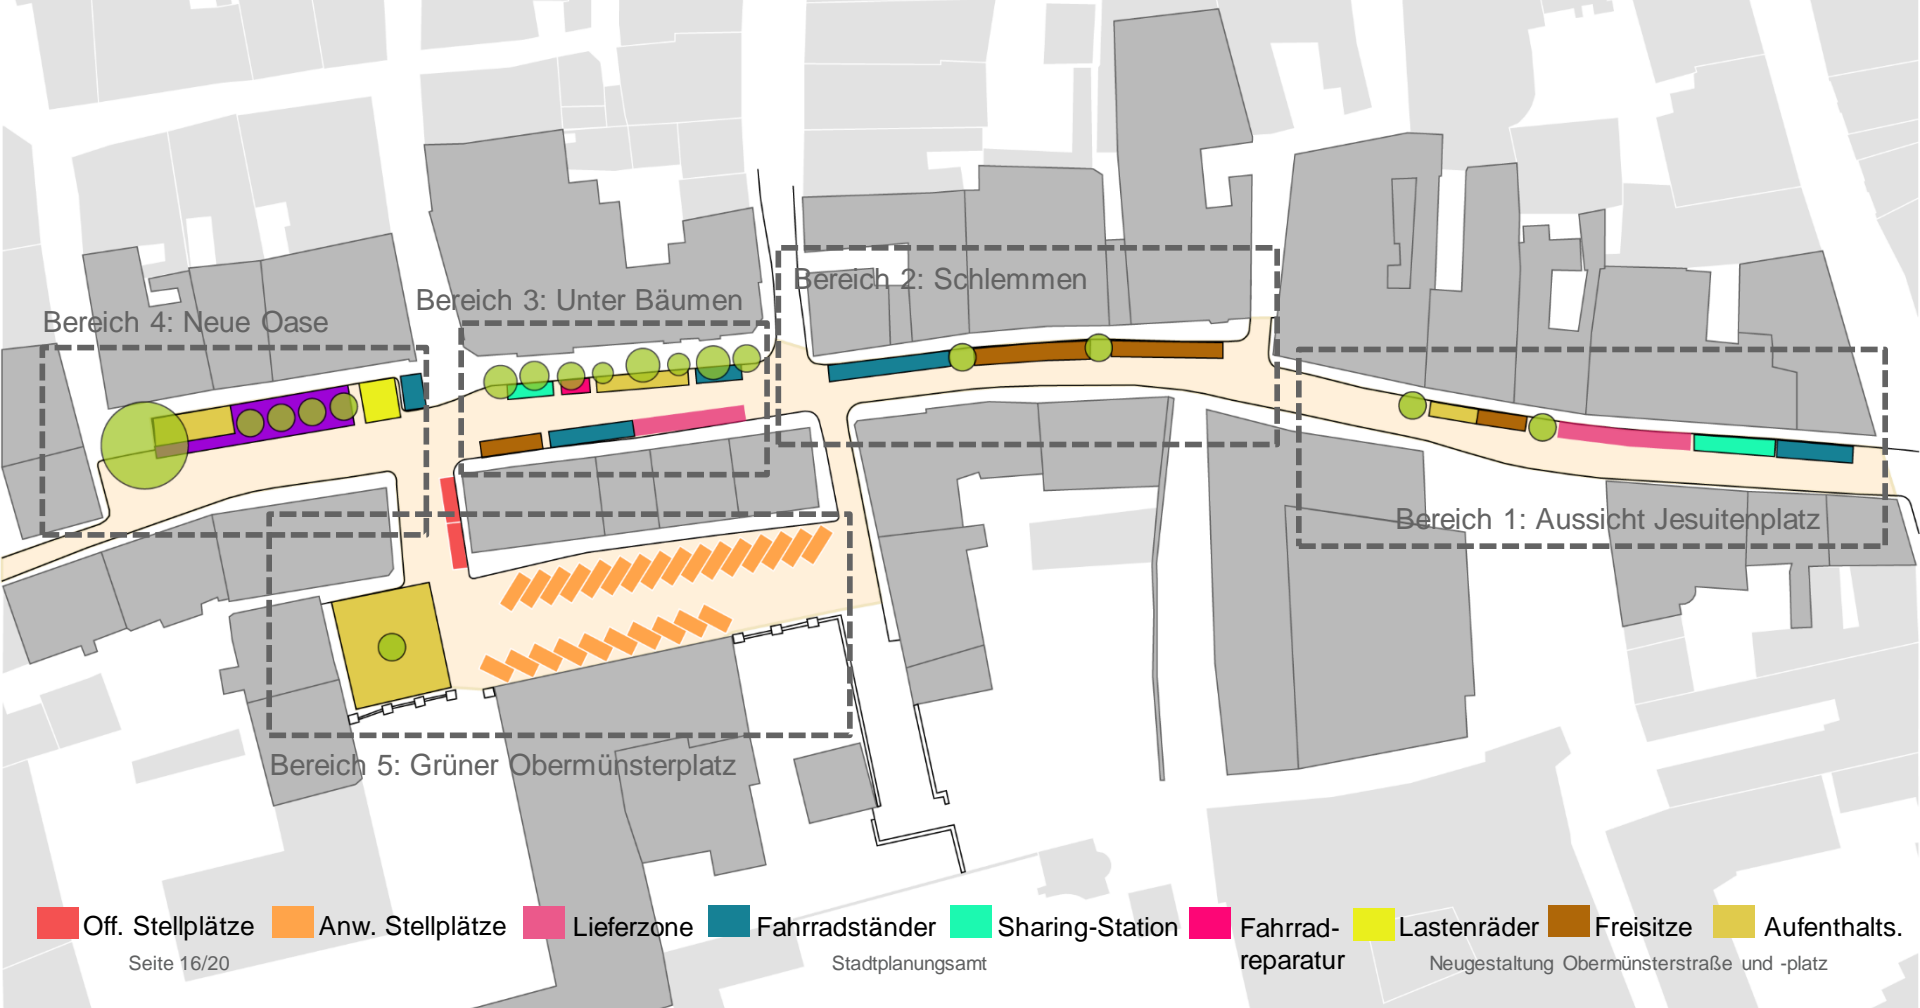 Bereich 2: Schlemmen
Bereich 3: Unter Bäumen
Bereich 4: Neue Oase
Bereich 1: Aussicht Jesuitenplatz
Bereich 5: Grüner Obermünsterplatz
Off. Stellplätze
Anw. Stellplätze
Lieferzone
Fahrradständer
Sharing-Station
Fahrrad-
reparatur
Lastenräder
Freisitze
Aufenthalts.
Seite 16/20
Stadtplanungsamt
Neugestaltung Obermünsterstraße und -platz